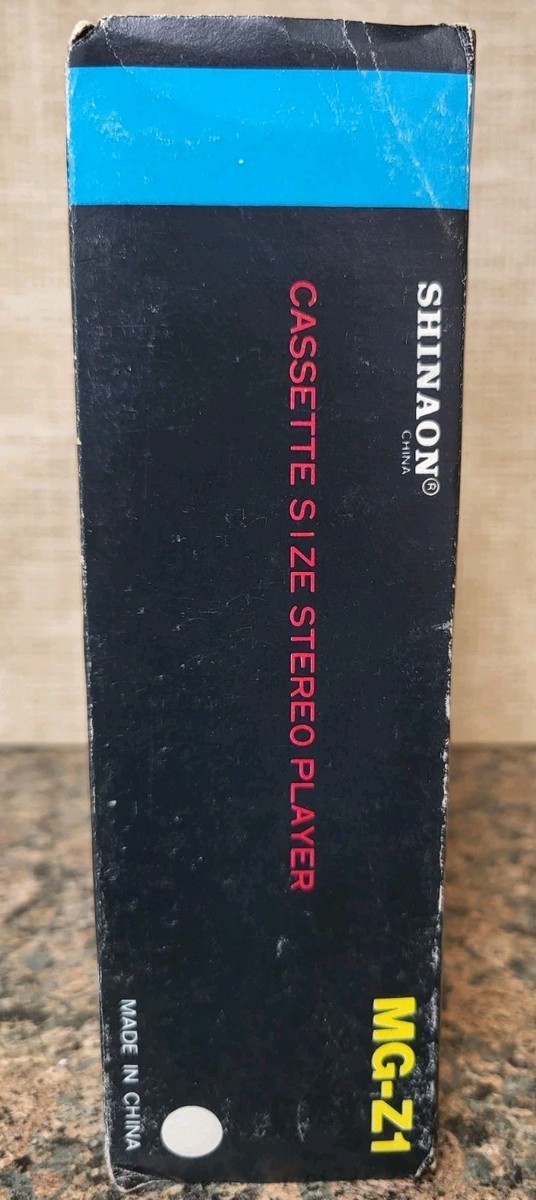 SHINAON®
CHINA
CASSETTE SIZE STEREO PLAYER
MG-Z1
MADE IN CHINA